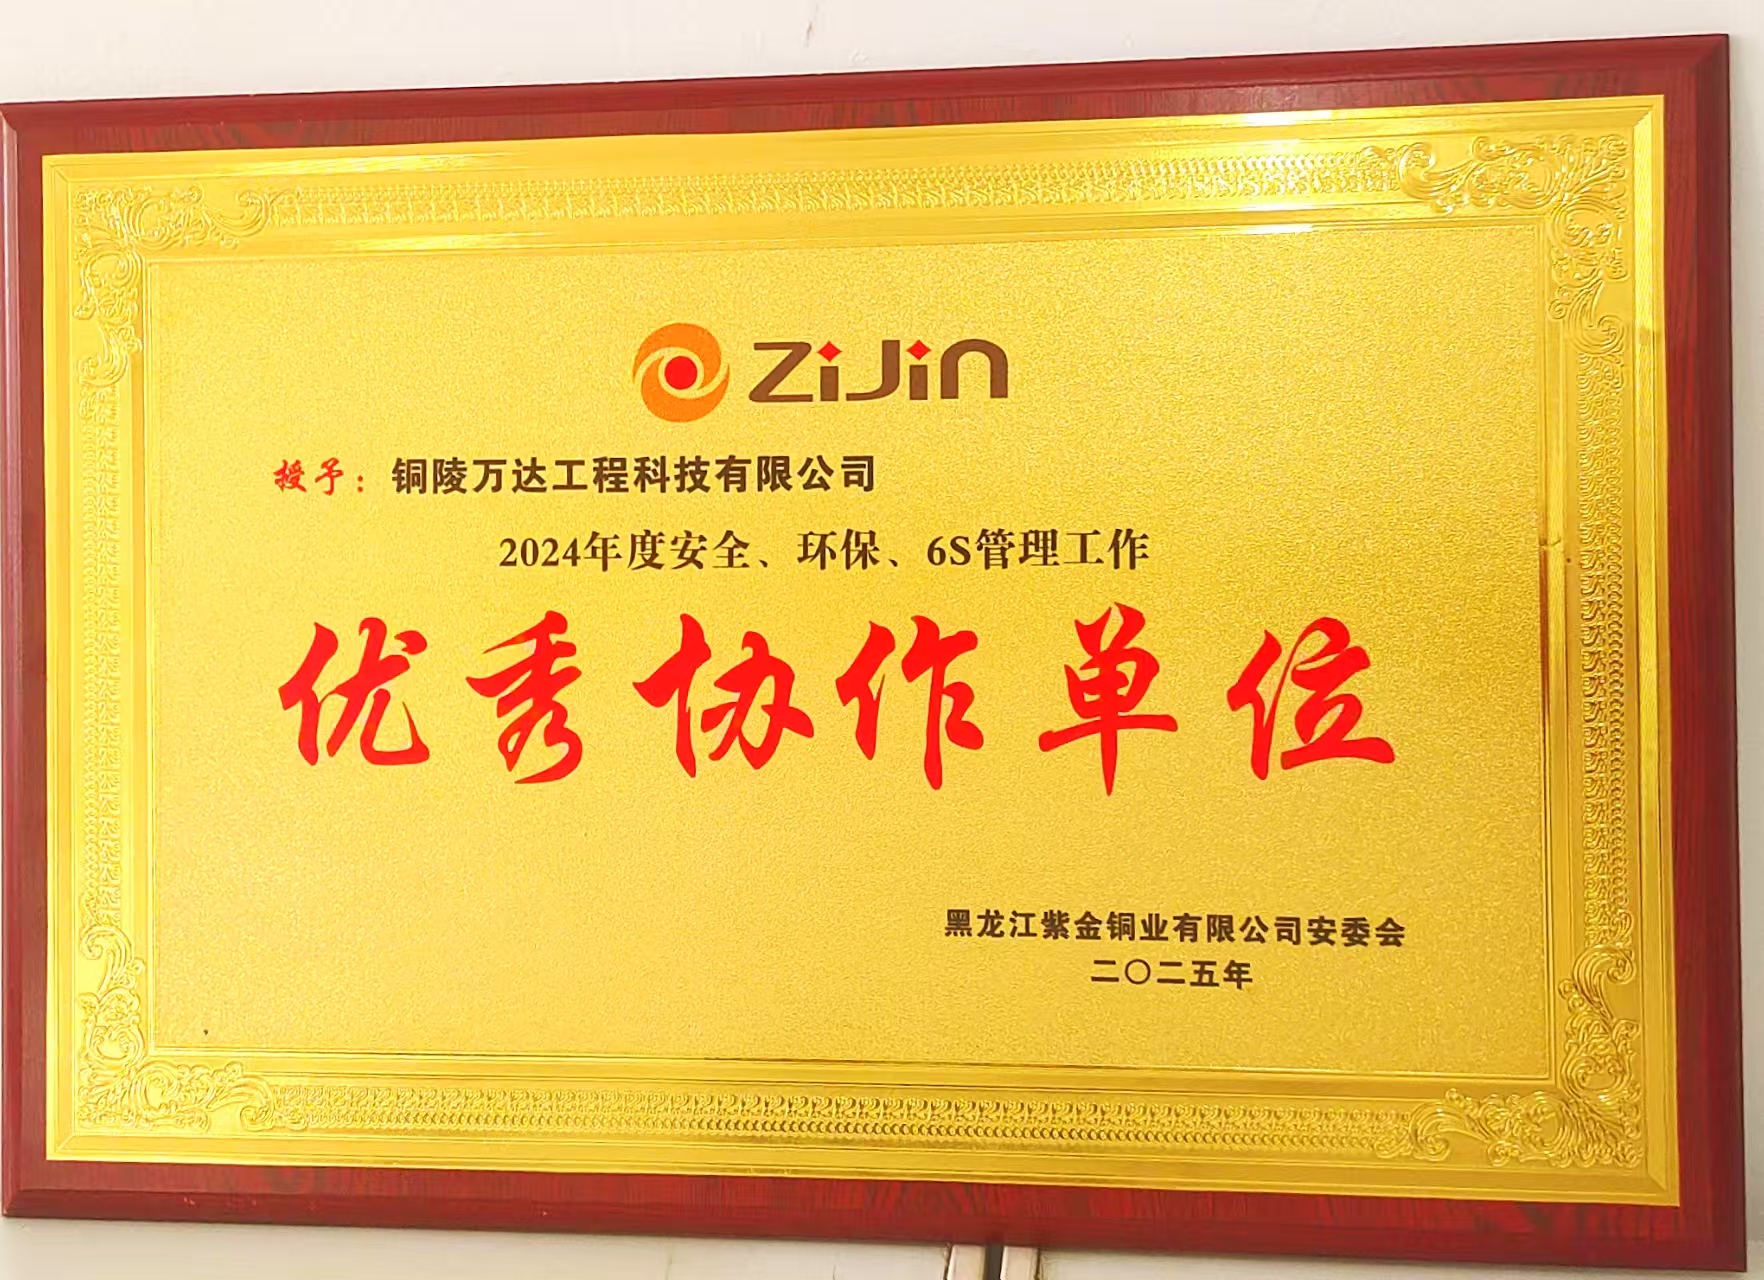 ZiJin
授予：铜陵万达工程科技有限公司
2024年度安全、环保、6S管理工作
优秀协作单位
黑龙江紫金铜业有限公司安委会
二〇二五年